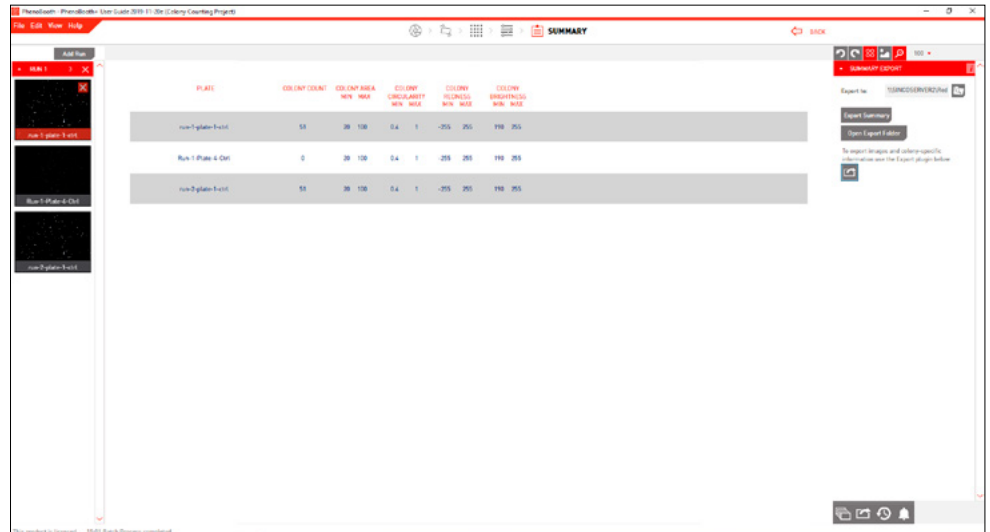 PhenoBooth - PhenoBooth+ User Guide 2019-11-20e (Colony Counting Project)
File Edit View Help
SUMMARY
BACK
Add Run
RUN 1
100
SUMMARY EXPORT
Export to:
Export Summary
Open Export Folder
To export images and colony-specific
information use the Export plugin below
PLATE COLONY COUNT COLONY AREA COLONY CIRCULARITY COLONY REDNESS COLONY BRIGHTNESS
MIN MAX MIN MAX MIN MAX MIN MAX
run-1-plate-1-ctrl 51 30 100 0.4 1 -255 255 190 255
Run-1-Plate-4-Ctrl 0 30 100 0.4 1 -255 255 190 255
run-2-plate-1-ctrl 51 30 100 0.4 1 -255 255 190 255
run-1-plate-1-ctrl
Run-1-Plate-4-Ctrl
run-2-plate-1-ctrl